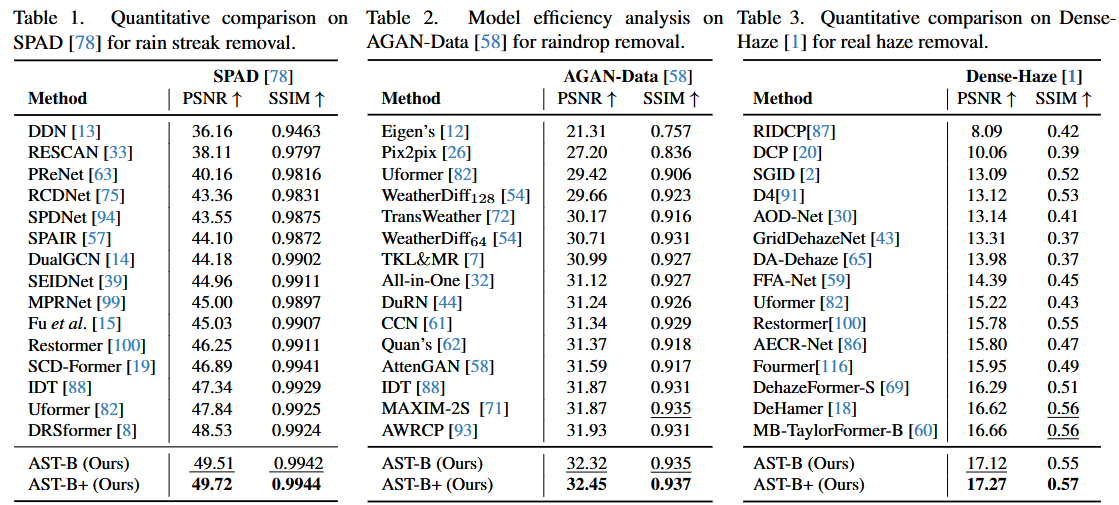 Table 1. Quantitative comparison on
SPAD [78] for rain streak removal.
SPAD [78]
Method PSNR ↑ SSIM ↑
DDN [13] 36.16 0.9463
RESCAN [33] 38.11 0.9797
PReNet [63] 40.16 0.9816
RCDNet [75] 43.36 0.9831
SPDNet [94] 43.55 0.9875
SPAIR [57] 44.10 0.9872
DualGCN [14] 44.18 0.9902
SEIDNet [39] 44.96 0.9911
MPRNet [99] 45.00 0.9897
Fu et al. [15] 45.03 0.9907
Restormer [100] 46.25 0.9911
SCD-Former [19] 46.89 0.9941
IDT [88] 47.34 0.9929
Uformer [82] 47.84 0.9925
DRSformer [8] 48.53 0.9924
AST-B (Ours) 49.51 0.9942
AST-B+ (Ours) 49.72 0.9944
Table 2. Model efficiency analysis on
AGAN-Data [58] for raindrop removal.
AGAN-Data [58]
Method PSNR ↑ SSIM ↑
Eigen's [12] 21.31 0.757
Pix2pix [26] 27.20 0.836
Uformer [82] 29.42 0.906
WeatherDiff128 [54] 29.66 0.923
TransWeather [72] 30.17 0.916
WeatherDiff64 [54] 30.71 0.931
TKL&MR [7] 30.99 0.927
All-in-One [32] 31.12 0.927
DuRN [44] 31.24 0.926
CCN [61] 31.34 0.929
Quan's [62] 31.37 0.918
AttenGAN [58] 31.59 0.917
IDT [88] 31.87 0.931
MAXIM-2S [71] 31.87 0.935
AWRCP [93] 31.93 0.931
AST-B (Ours) 32.32 0.935
AST-B+ (Ours) 32.45 0.937
Table 3. Quantitative comparison on Dense-
Haze [1] for real haze removal.
Dense-Haze [1]
Method PSNR ↑ SSIM ↑
RIDCP[87] 8.09 0.42
DCP [20] 10.06 0.39
SGID [2] 13.09 0.52
D4[91] 13.12 0.53
AOD-Net [30] 13.14 0.41
GridDehazeNet [43] 13.31 0.37
DA-Dehaze [65] 13.98 0.37
FFA-Net [59] 14.39 0.45
Uformer [82] 15.22 0.43
Restormer[100] 15.78 0.55
AECR-Net [86] 15.80 0.47
Fourmer[116] 15.95 0.49
DehazeFormer-S [69] 16.29 0.51
DeHamer [18] 16.62 0.56
MB-TaylorFormer-B [60] 16.66 0.56
AST-B (Ours) 17.12 0.55
AST-B+ (Ours) 17.27 0.57